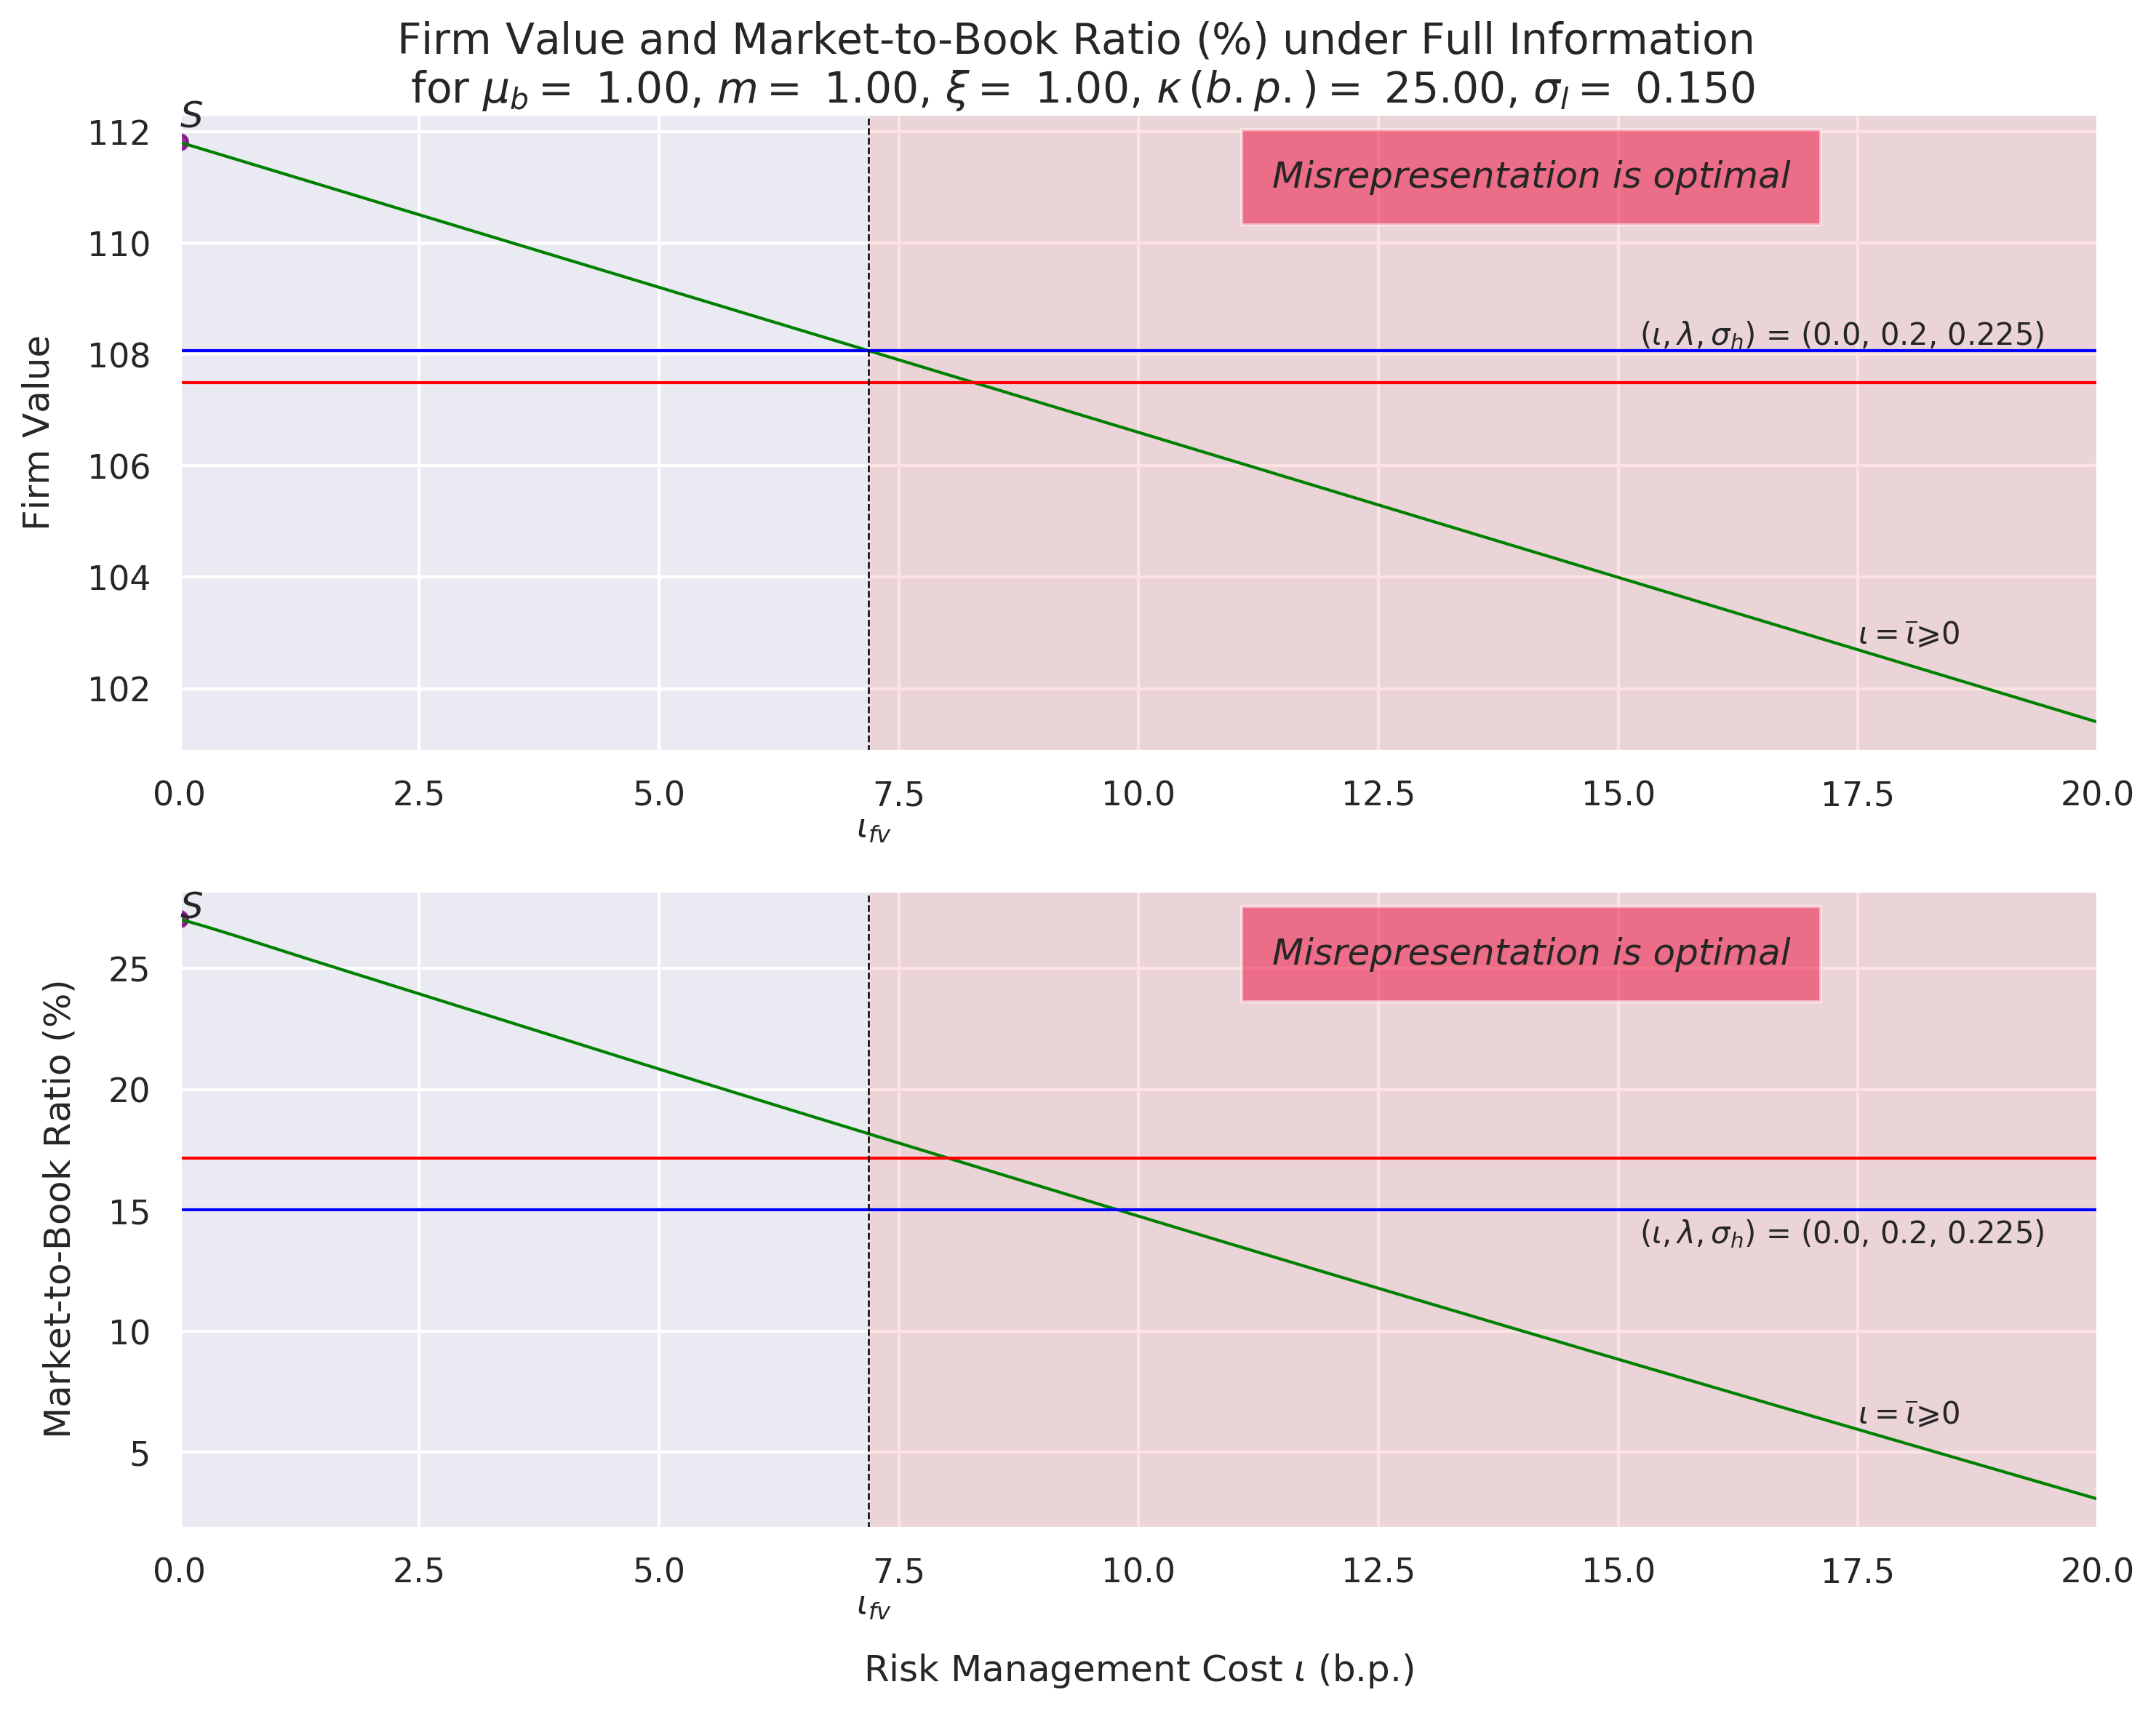 Firm Value and Market-to-Book Ratio (%) under Full Information
for μ_b = 1.00, m = 1.00, ξ = 1.00, κ (b.p.) = 25.00, σ_l = 0.150
S
112
110
108
106
104
102
Firm Value
Misrepresentation is optimal
(ι, λ, σ_h) = (0.0, 0.2, 0.225)
ι = ῑ⩾0
0.0 2.5 5.0 7.5 10.0 12.5 15.0 17.5 20.0
ι_fv
S
25
20
15
10
5
Market-to-Book Ratio (%)
Misrepresentation is optimal
(ι, λ, σ_h) = (0.0, 0.2, 0.225)
ι = ῑ⩾0
0.0 2.5 5.0 7.5 10.0 12.5 15.0 17.5 20.0
ι_fv
Risk Management Cost ι (b.p.)